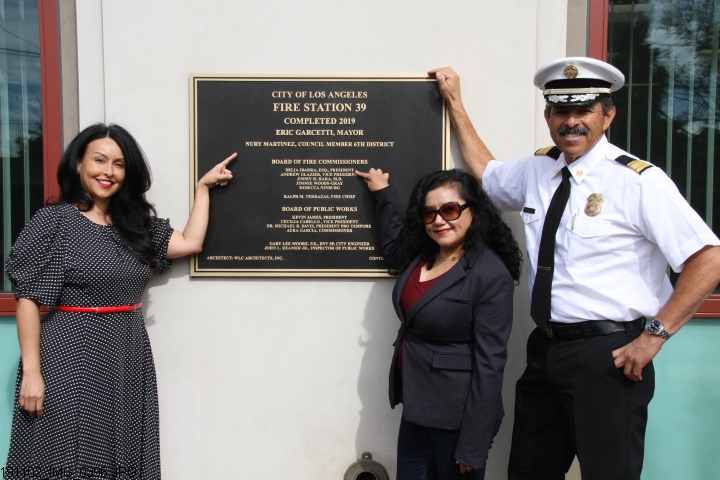 CITY OF LOS ANGELES
FIRE STATION 39
COMPLETED 2019
ERIC GARCETTI, MAYOR
NURY MARTINEZ, COUNCIL MEMBER 6TH DISTRICT
BOARD OF FIRE COMMISSIONERS
DELIA IBARRA, ESQ., PRESIDENT
ANDREW GLAZIER, VICE PRESIDENT
JIMMY H. HARA, M.D.
JIMMIE WOODS-GRAY
REBECCA NINBURG
RALPH M. TERRAZAS, FIRE CHIEF
BOARD OF PUBLIC WORKS
KEVIN JAMES, PRESIDENT
CECILIA CABELLO, VICE PRESIDENT
DR. MICHAEL R. DAVIS, PRESIDENT PRO TEMPORE
AURA GARCIA, COMMISSIONER
GARY LEE MOORE, P.E., ENV SP, CITY ENGINEER
JOHN L. REAMER JR., INSPECTOR OF PUBLIC WORKS
ARCHITECT: WLC ARCHITECTS, INC.